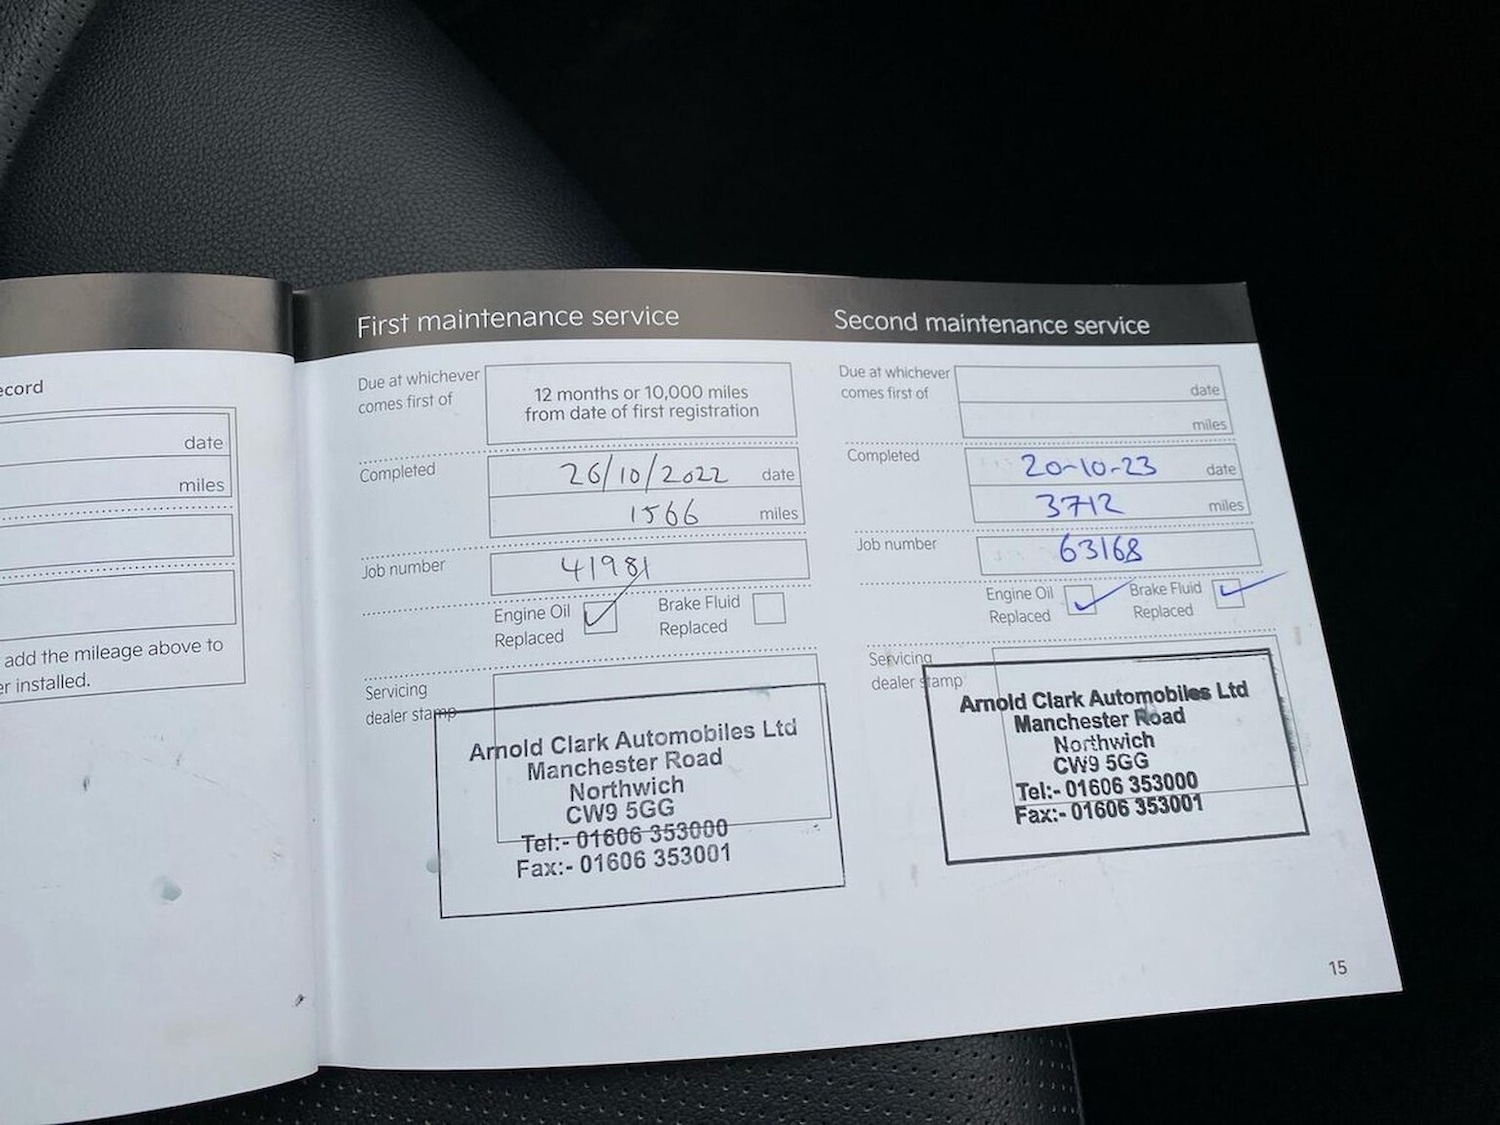 ecord
date
miles
add the mileage above to
er installed.
First maintenance service
Due at whichever
comes first of
12 months or 10,000 miles
from date of first registration
Completed
26/10/2022 date
1566 miles
Job number
41981
Engine Oil
Replaced
Brake Fluid
Replaced
Servicing
dealer stamp
Arnold Clark Automobiles Ltd
Manchester Road
Northwich
CW9 5GG
Tel:- 01606 353000
Fax:- 01606 353001
Second maintenance service
Due at whichever
comes first of
date
miles
Completed
20-10-23 date
3712 miles
Job number
63168
Engine Oil
Replaced
Brake Fluid
Replaced
Servicing
dealer stamp
Arnold Clark Automobiles Ltd
Manchester Road
Northwich
CW9 5GG
Tel:- 01606 353000
Fax:- 01606 353001
15